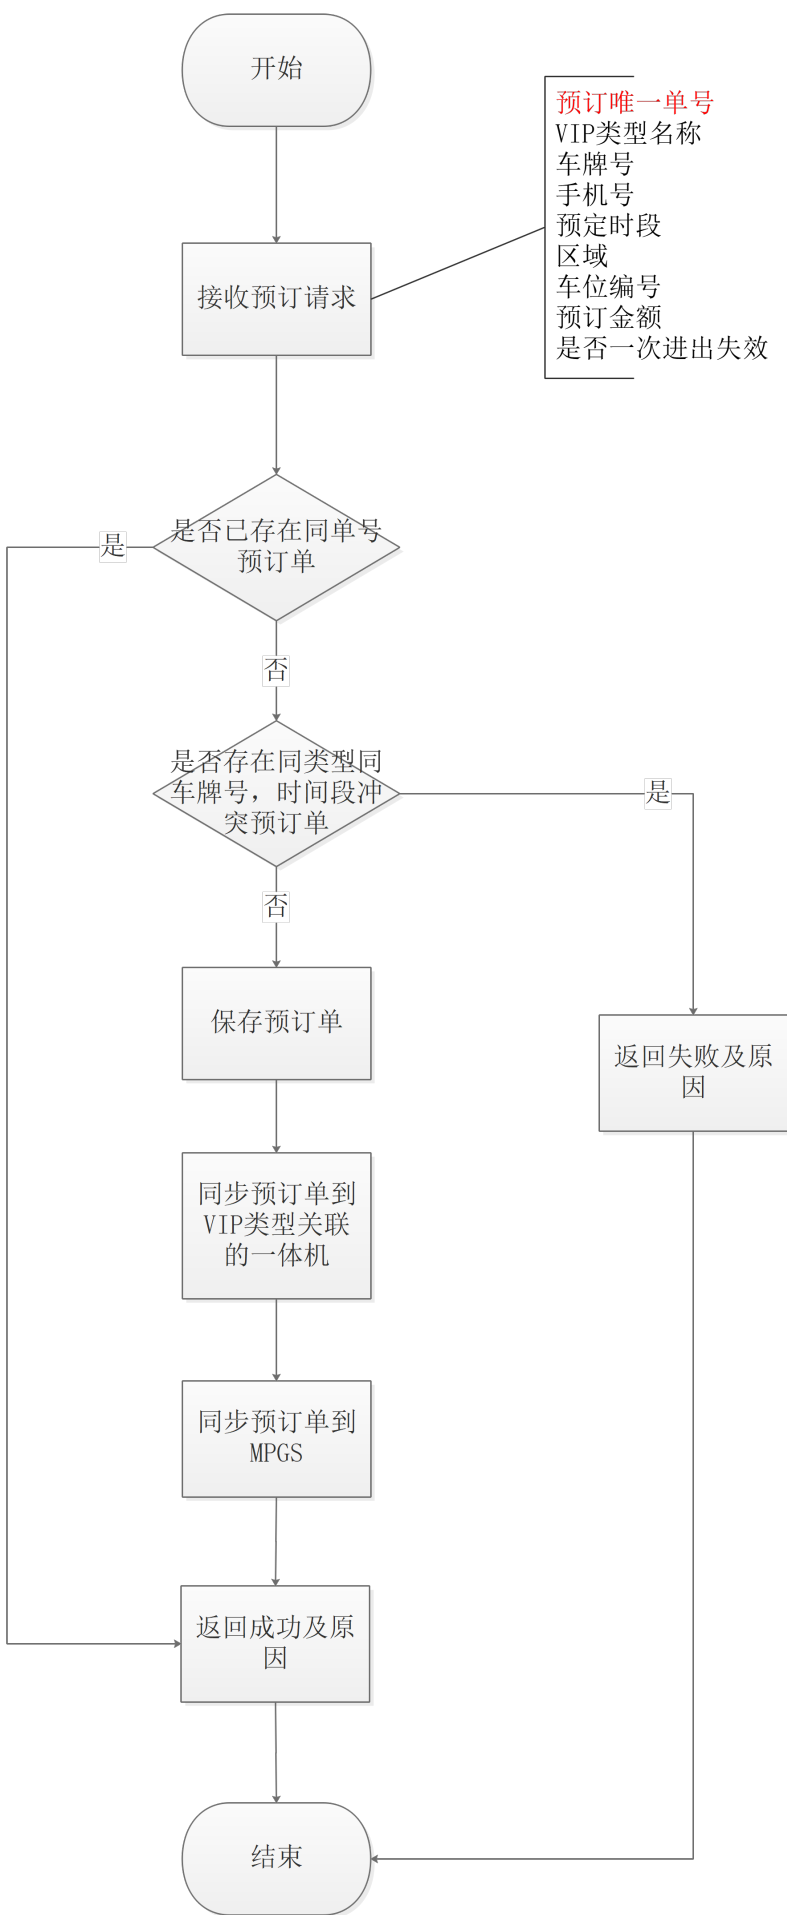 开始
预订唯一单号
VIP类型名称
车牌号
手机号
预定时段
区域
车位编号
预订金额
是否一次进出失效
接收预订请求
是否已存在同单号
预订单
是
否
是否存在同类型同
车牌号，时间段冲
突预订单
是
否
保存预订单
返回失败及原
因
同步预订单到
VIP类型关联
的一体机
同步预订单到
MPGS
返回成功及原
因
结束